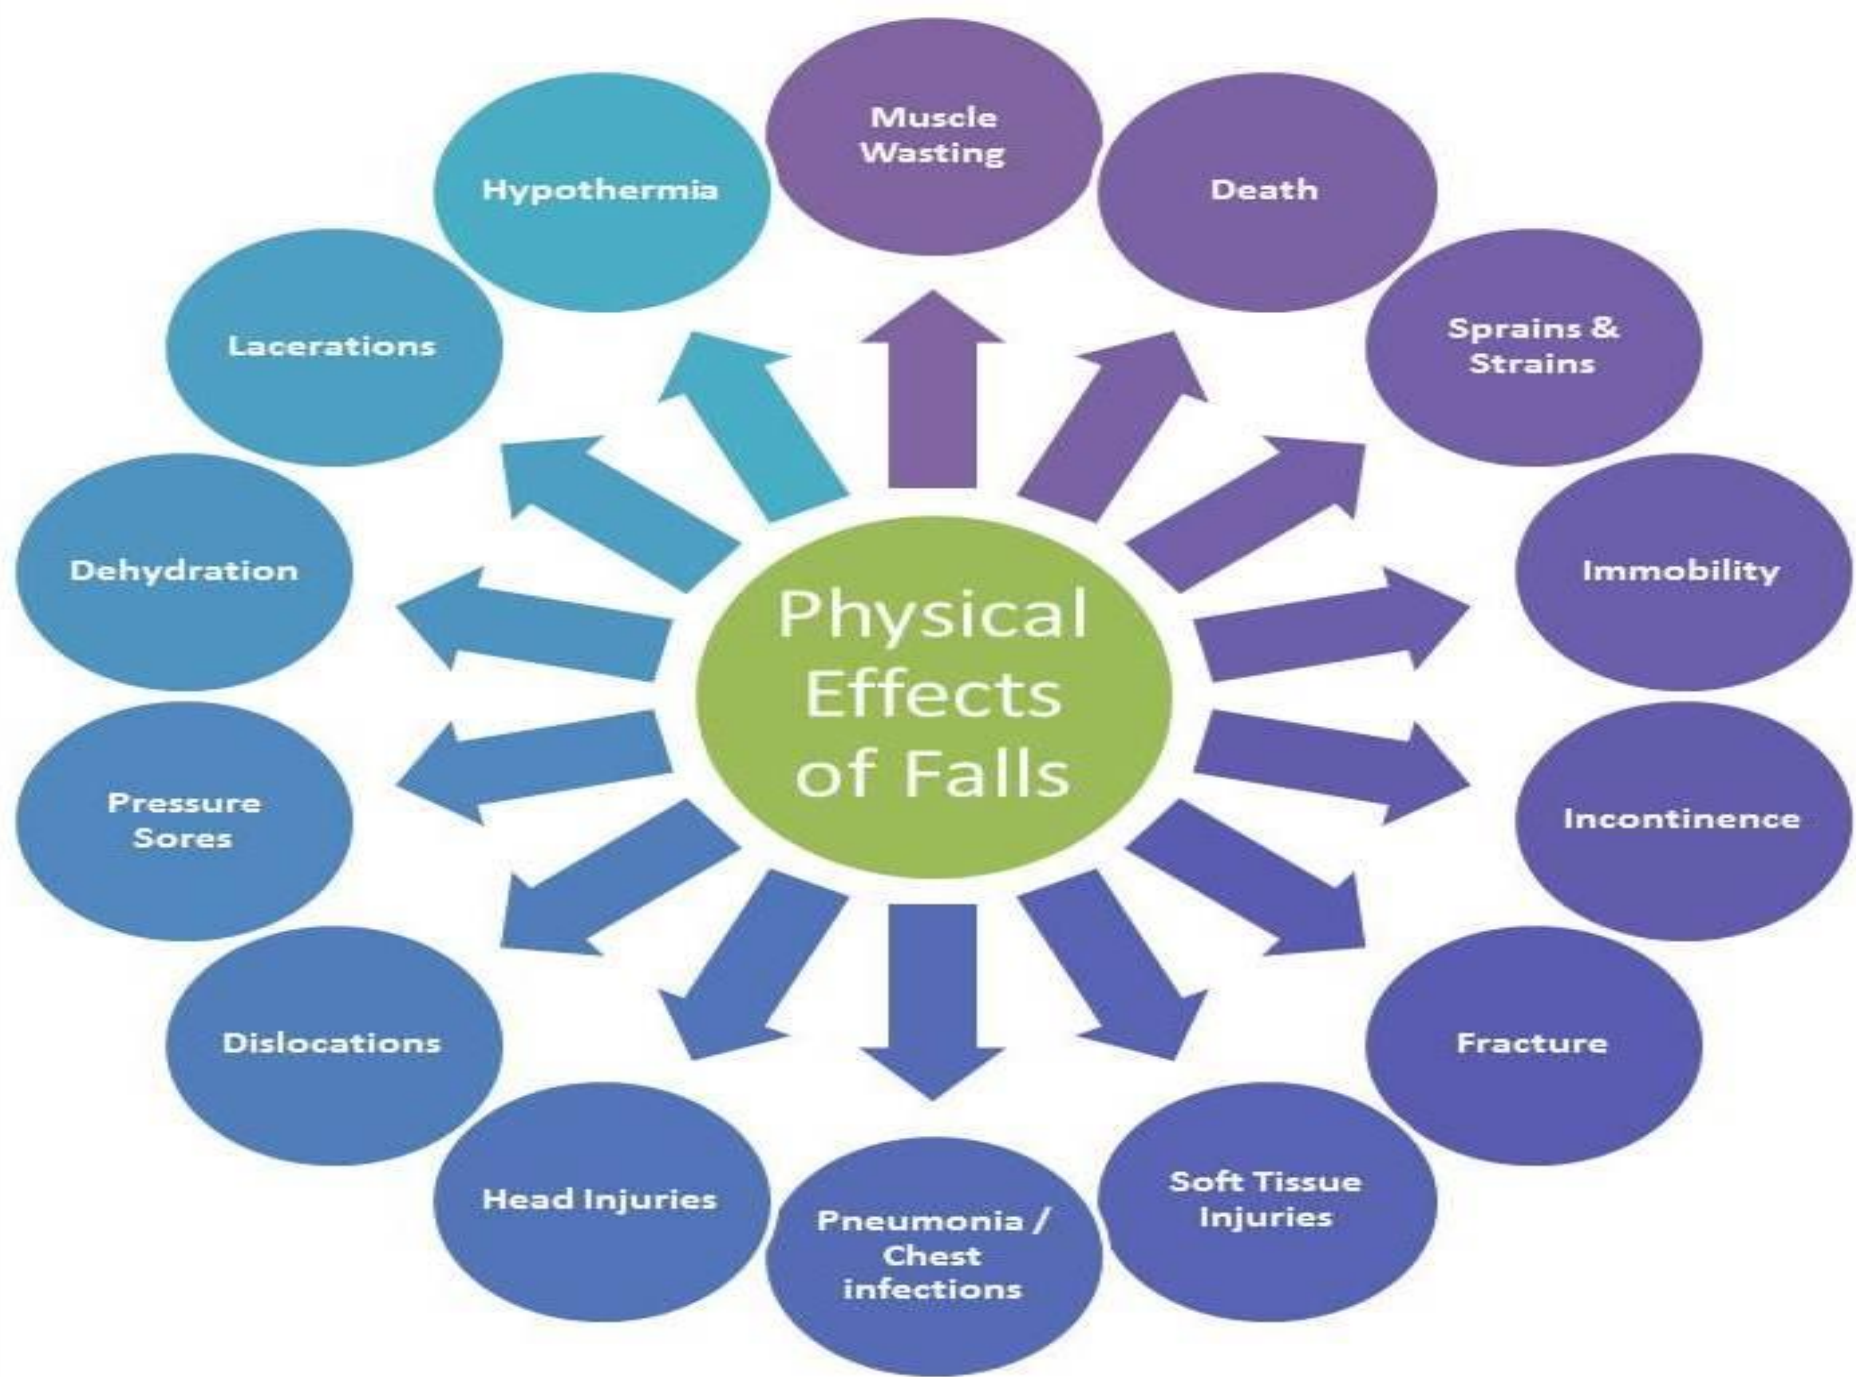 Physical
Effects
of Falls
Muscle
Wasting
Death
Sprains &
Strains
Immobility
Incontinence
Fracture
Soft Tissue
Injuries
Pneumonia /
Chest
infections
Head Injuries
Dislocations
Pressure
Sores
Dehydration
Lacerations
Hypothermia